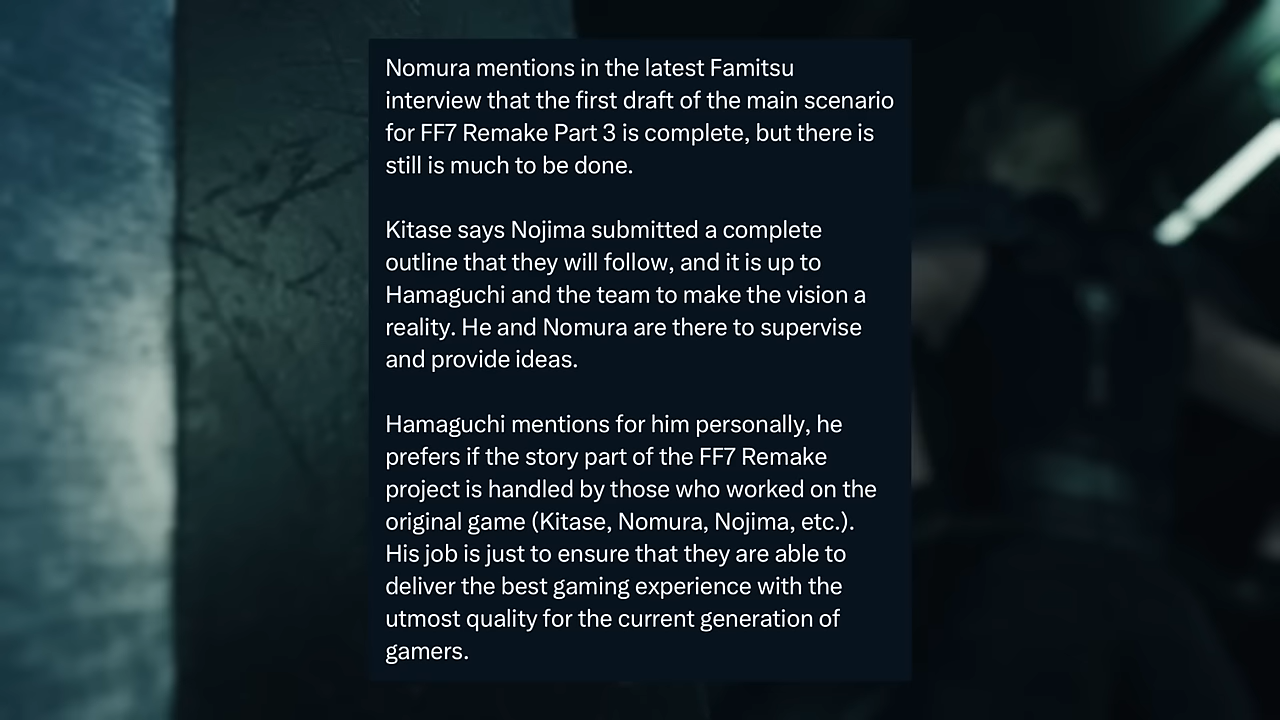 Nomura mentions in the latest Famitsu
interview that the first draft of the main scenario
for FF7 Remake Part 3 is complete, but there is
still is much to be done.
Kitase says Nojima submitted a complete
outline that they will follow, and it is up to
Hamaguchi and the team to make the vision a
reality. He and Nomura are there to supervise
and provide ideas.
Hamaguchi mentions for him personally, he
prefers if the story part of the FF7 Remake
project is handled by those who worked on the
original game (Kitase, Nomura, Nojima, etc.).
His job is just to ensure that they are able to
deliver the best gaming experience with the
utmost quality for the current generation of
gamers.